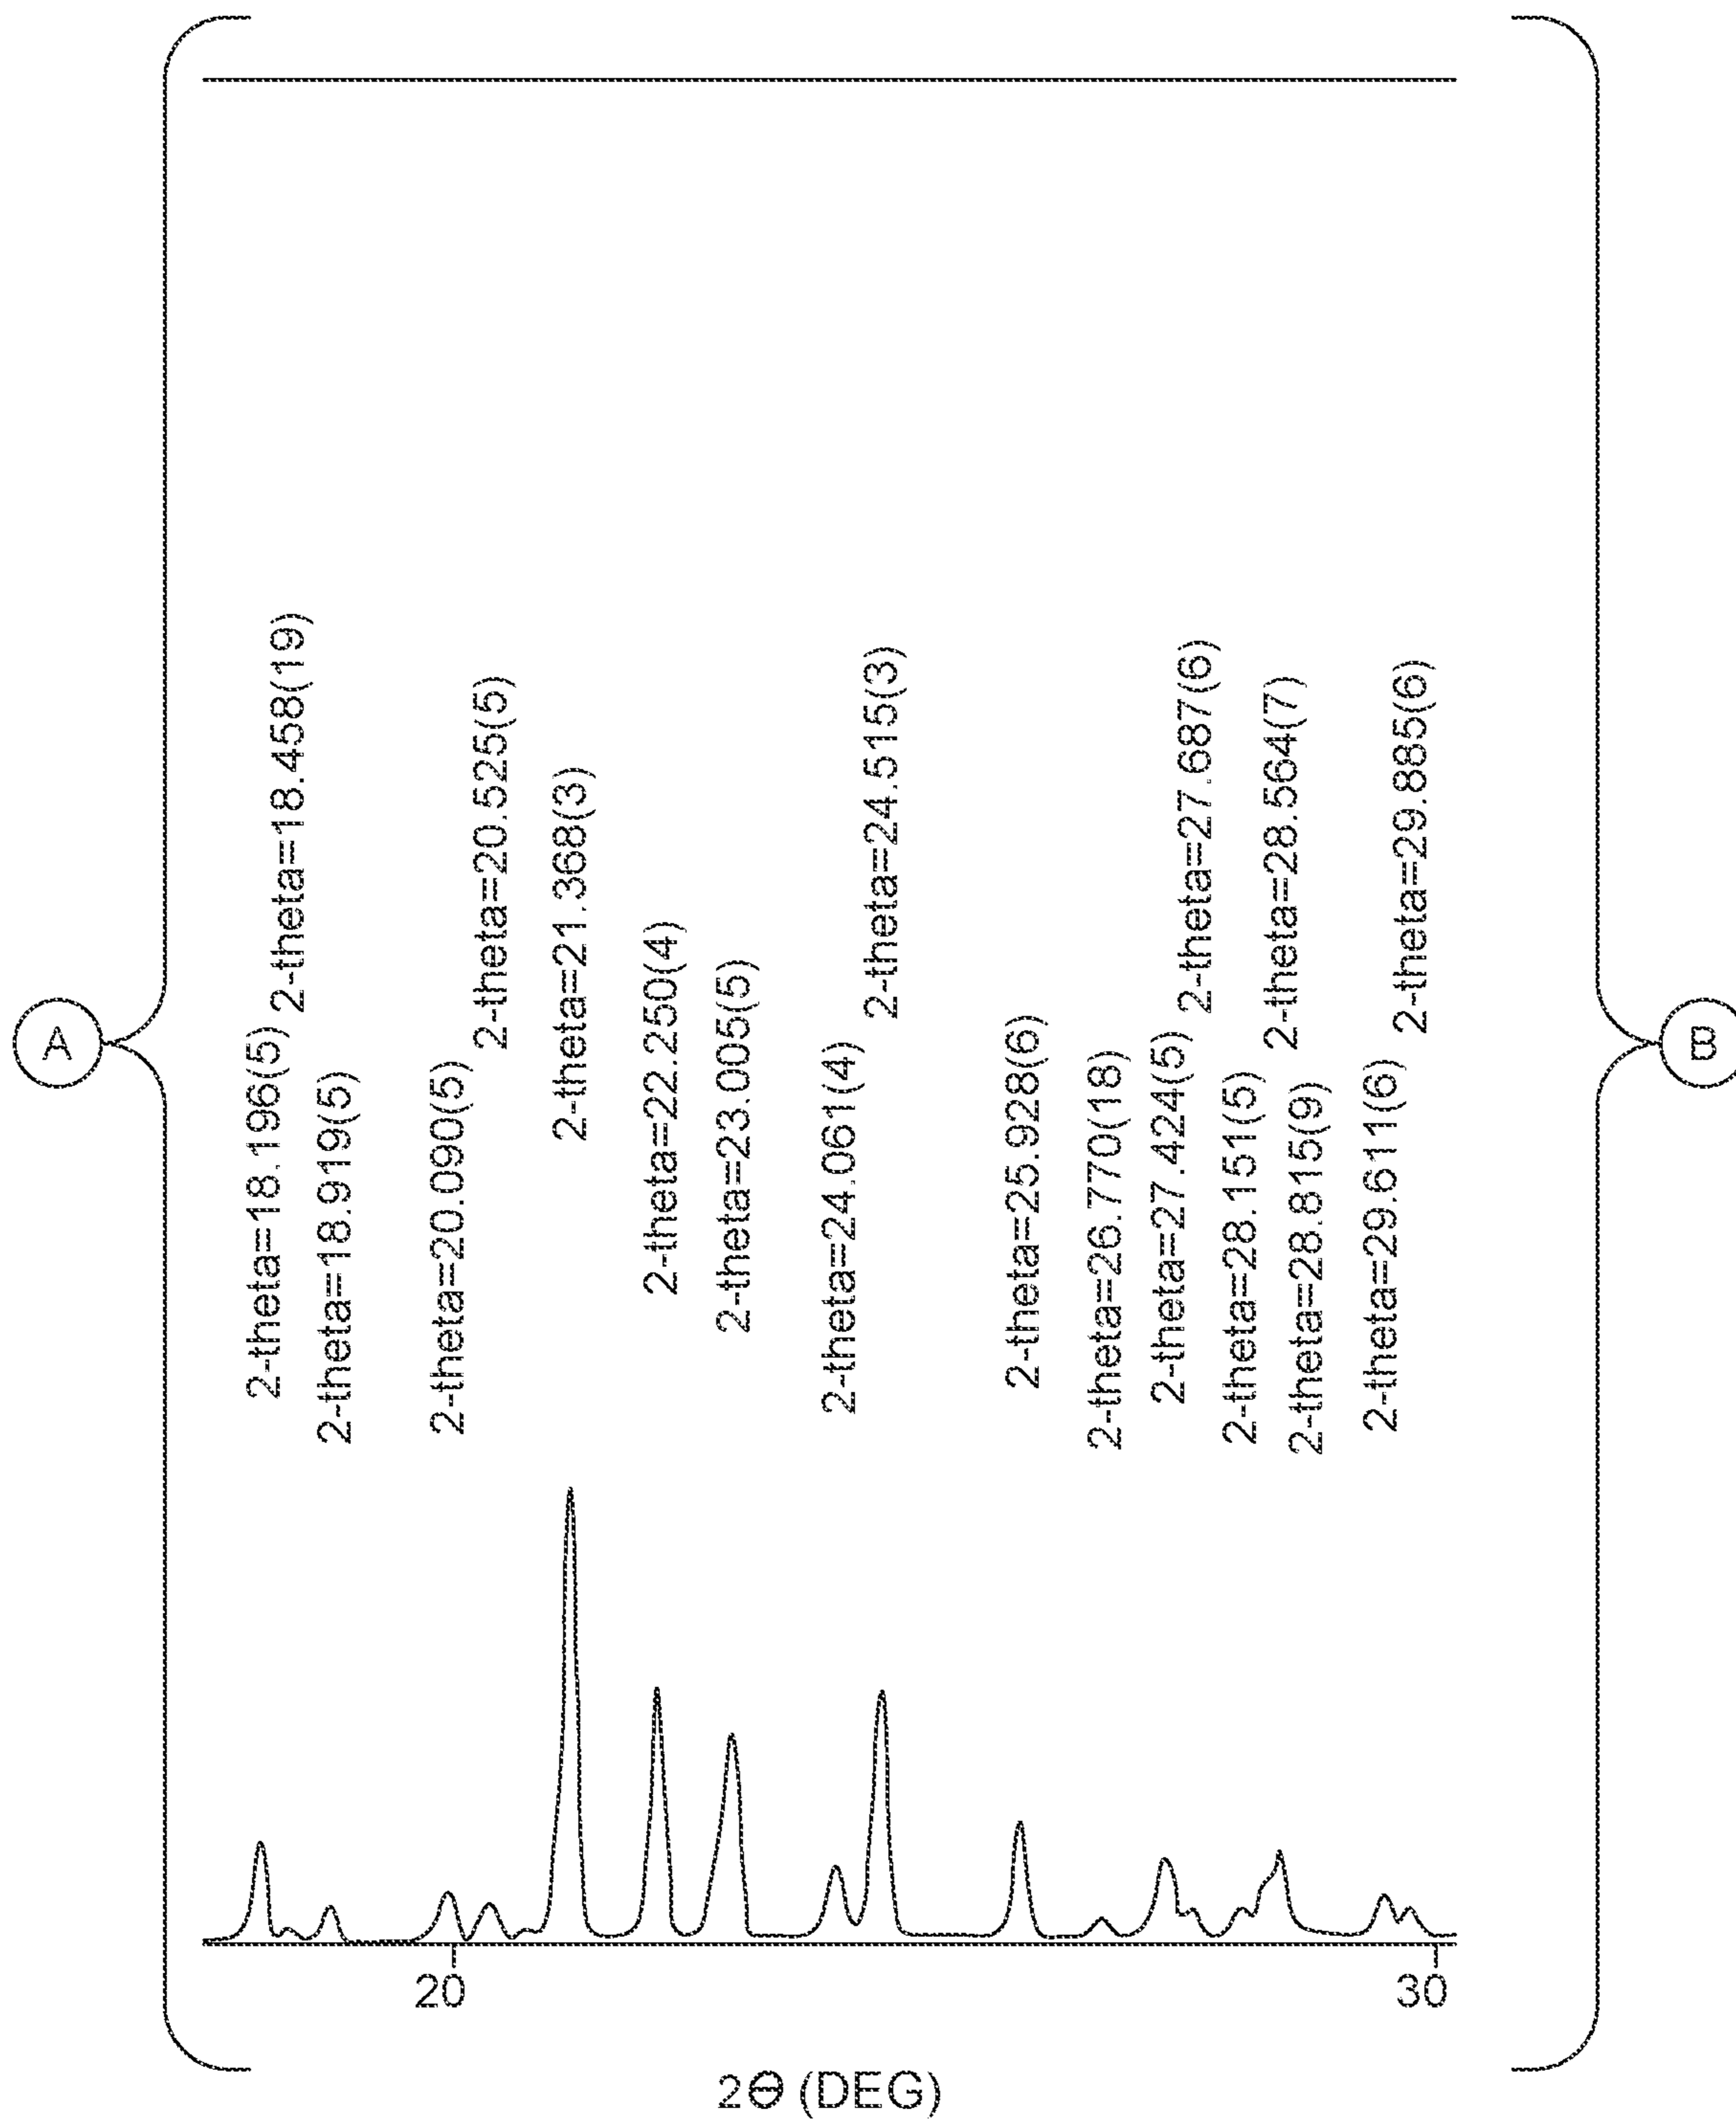 A
2-theta=18.196(5)
2-theta=18.458(19)
2-theta=18.919(5)
2-theta=20.090(5)
2-theta=20.525(5)
2-theta=21.368(3)
2-theta=22.250(4)
2-theta=23.005(5)
2-theta=24.061(4)
2-theta=24.515(3)
2-theta=25.928(6)
2-theta=26.770(18)
2-theta=27.424(5)
2-theta=27.687(6)
2-theta=28.151(5)
2-theta=28.564(7)
2-theta=28.815(9)
2-theta=29.611(6)
2-theta=29.885(6)
B
20
30
2Θ (DEG)